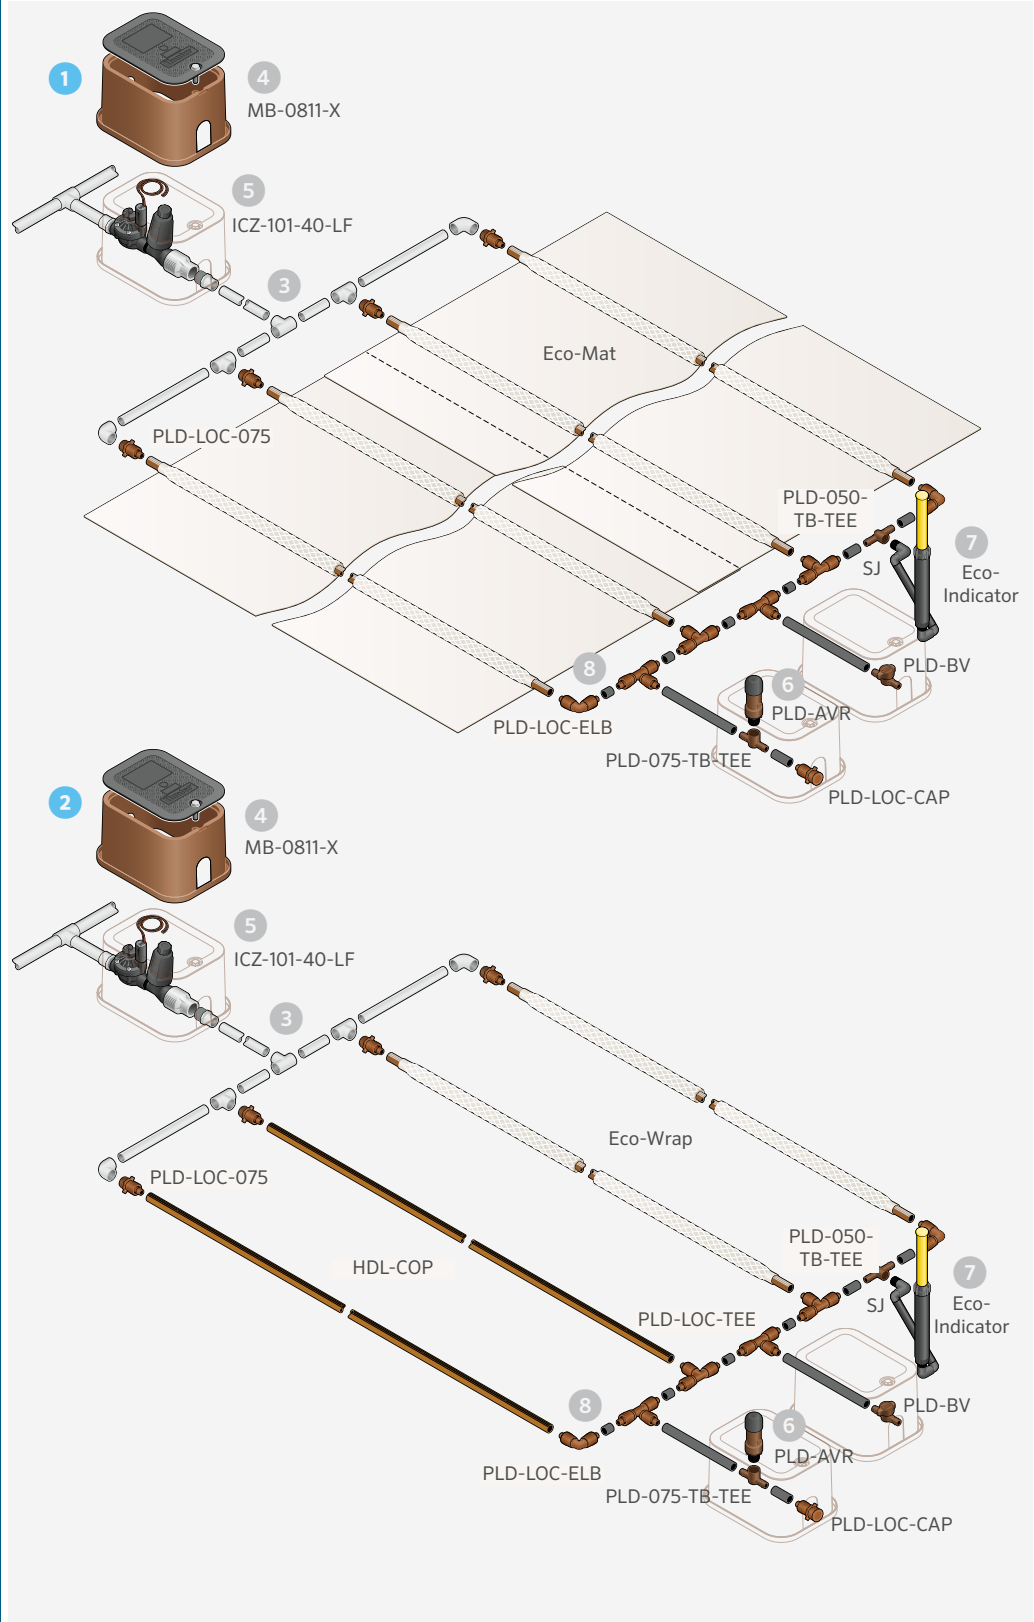 1
4
MB-0811-X
5
ICZ-101-40-LF
3
Eco-Mat
PLD-LOC-075
PLD-050-
TB-TEE
7
SJ
Eco-
Indicator
8
PLD-BV
6
PLD-AVR
PLD-LOC-ELB
PLD-075-TB-TEE
PLD-LOC-CAP
2
4
MB-0811-X
5
ICZ-101-40-LF
3
Eco-Wrap
PLD-LOC-075
PLD-050-
TB-TEE
HDL-COP
7
SJ
Eco-
Indicator
PLD-LOC-TEE
8
PLD-BV
6
PLD-AVR
PLD-LOC-ELB
PLD-075-TB-TEE
PLD-LOC-CAP